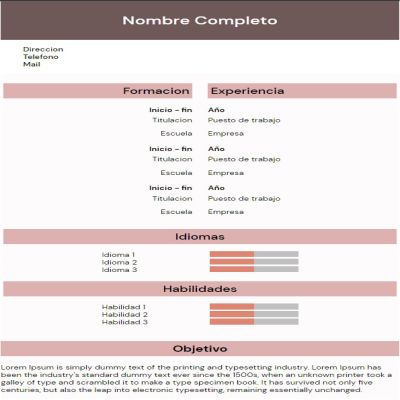 Nombre Completo
Direccion
Telefono
Mail
Formacion
Inicio - fin
Titulacion
Escuela
Inicio - fin
Titulacion
Escuela
Inicio - fin
Titulacion
Escuela
Experiencia
Año
Puesto de trabajo
Empresa
Año
Puesto de trabajo
Empresa
Año
Puesto de trabajo
Empresa
Idiomas
Idioma 1
Idioma 2
Idioma 3
Habilidades
Habilidad 1
Habilidad 2
Habilidad 3
Objetivo
Lorem Ipsum is simply dummy text of the printing and typesetting industry. Lorem Ipsum has
been the industry's standard dummy text ever since the 1500s, when an unknown printer took a
galley of type and scrambled it to make a type specimen book. It has survived not only five
centuries, but also the leap into electronic typesetting, remaining essentially unchanged.